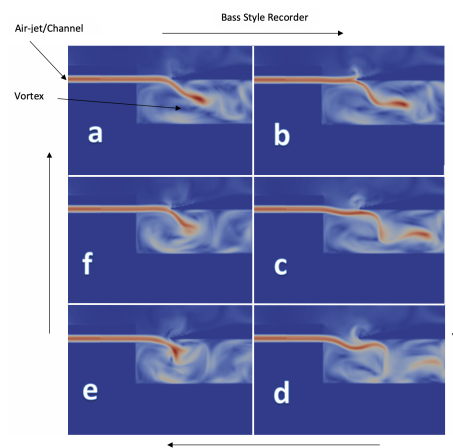 Bass Style Recorder
Air-jet/Channel
Vortex
a
b
f
c
e
d